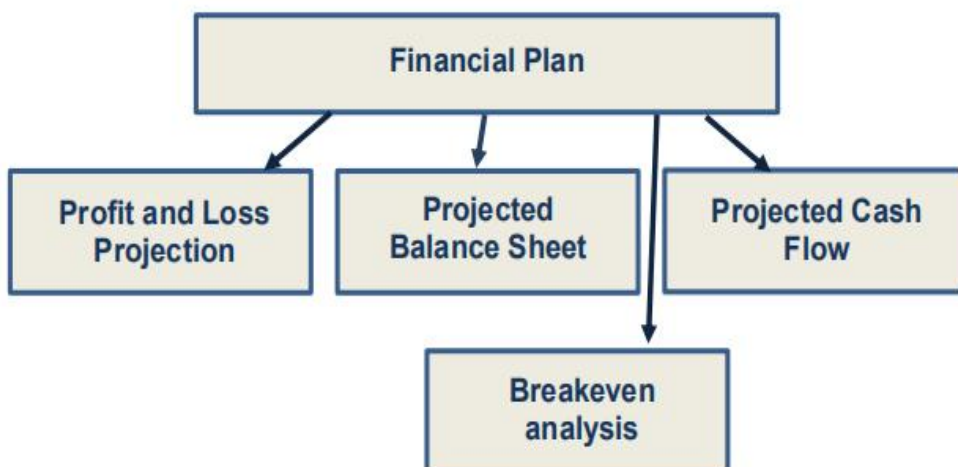 Financial Plan
Profit and Loss
Projection
Projected
Balance Sheet
Projected Cash
Flow
Breakeven
analysis